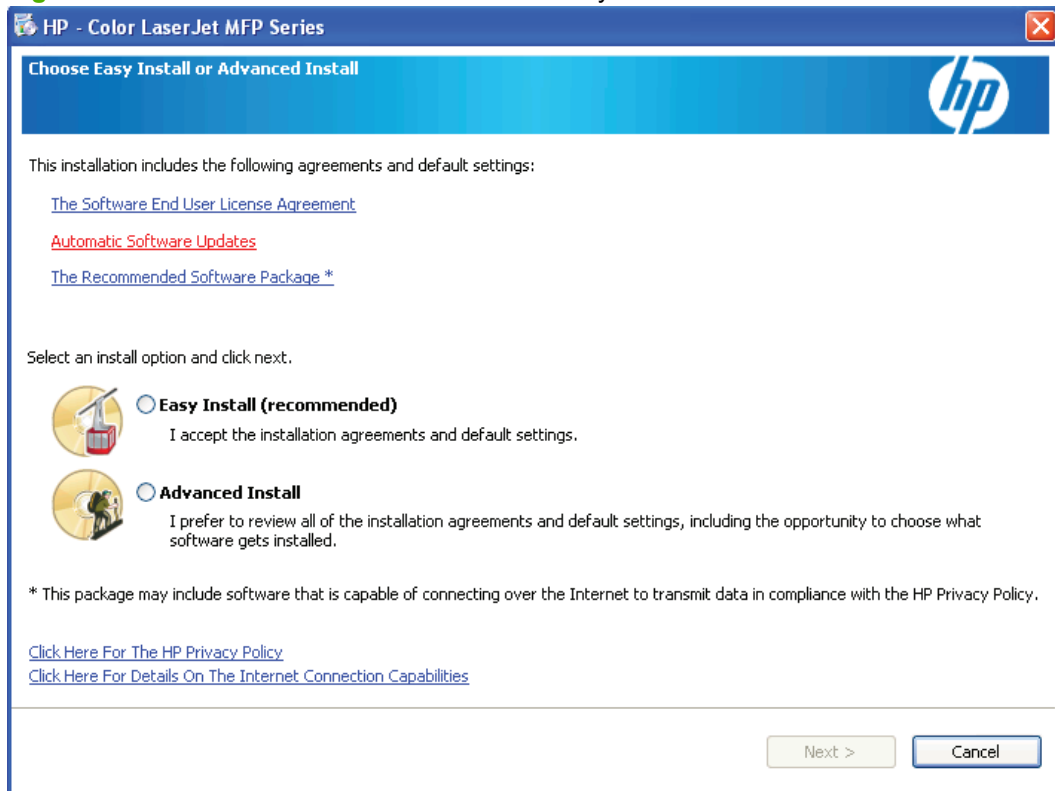 HP - Color LaserJet MFP Series
Choose Easy Install or Advanced Install
hp
This installation includes the following agreements and default settings:
The Software End User License Agreement
Automatic Software Updates
The Recommended Software Package *
Select an install option and click next.
Easy Install (recommended)
I accept the installation agreements and default settings.
Advanced Install
I prefer to review all of the installation agreements and default settings, including the opportunity to choose what
software gets installed.
* This package may include software that is capable of connecting over the Internet to transmit data in compliance with the HP Privacy Policy.
Click Here For The HP Privacy Policy
Click Here For Details On The Internet Connection Capabilities
Next >
Cancel